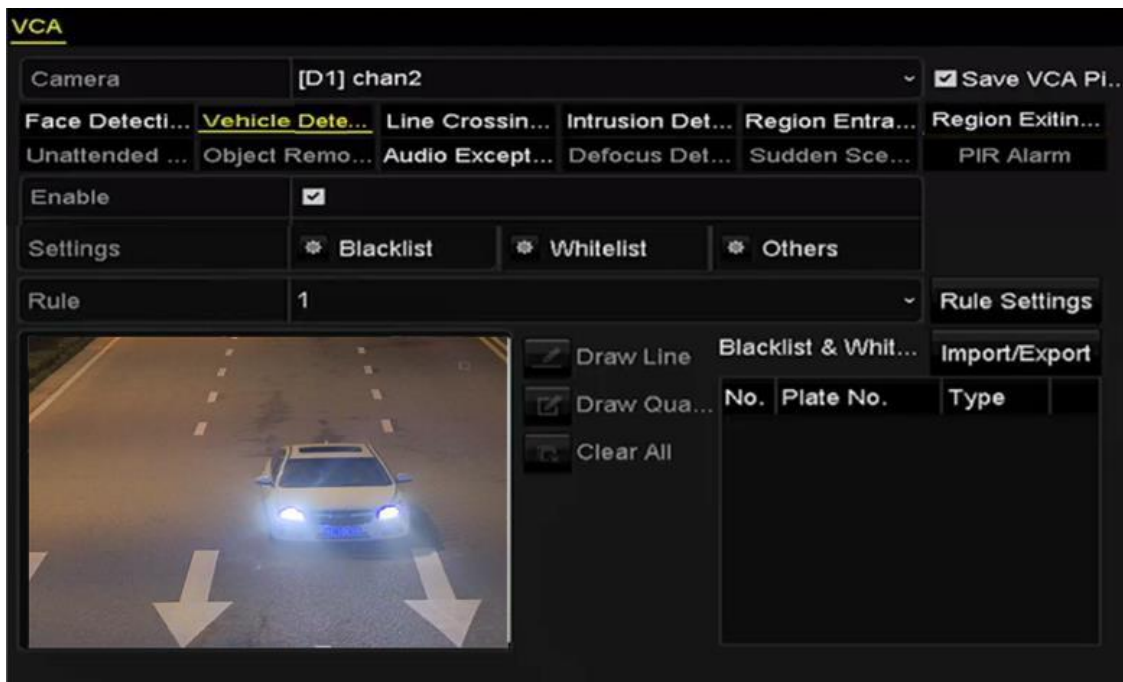 VCA
Camera [D1] chan2 Save VCA Pi..
Face Detecti... Vehicle Dete... Line Crossin... Intrusion Det... Region Entra... Region Exitin...
Unattended ... Object Remo... Audio Except... Defocus Det... Sudden Sce... PIR Alarm
Enable
Settings Blacklist Whitelist Others
Rule 1 Rule Settings
Draw Line Blacklist & Whit... Import/Export
Draw Qua... No. Plate No. Type
Clear All